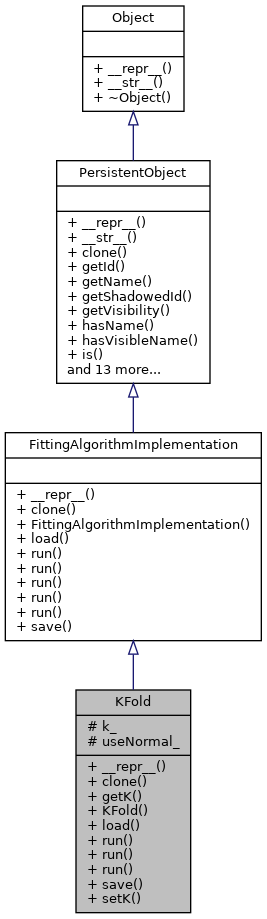 Object
+ __repr__()
+ __str__()
+ ~Object()
PersistentObject
+ __repr__()
+ __str__()
+ clone()
+ getId()
+ getName()
+ getShadowedId()
+ getVisibility()
+ hasName()
+ hasVisibleName()
+ is()
and 13 more...
FittingAlgorithmImplementation
+ __repr__()
+ clone()
+ FittingAlgorithmImplementation()
+ load()
+ run()
+ run()
+ run()
+ run()
+ run()
+ save()
KFold
# k_
# useNormal_
+ __repr__()
+ clone()
+ getK()
+ KFold()
+ load()
+ run()
+ run()
+ run()
+ save()
+ setK()